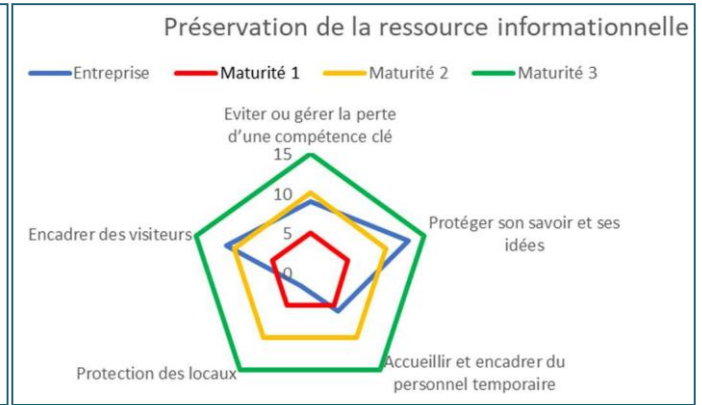 Préservation de la ressource informationnelle
Entreprise Maturité 1 Maturité 2 Maturité 3
Eviter ou gérer la perte
d'une compétence clé
15
10
5
0
Protéger son savoir et ses
idées
Encadrer des visiteurs
Protection des locaux
Accueillir et encadrer du
personnel temporaire